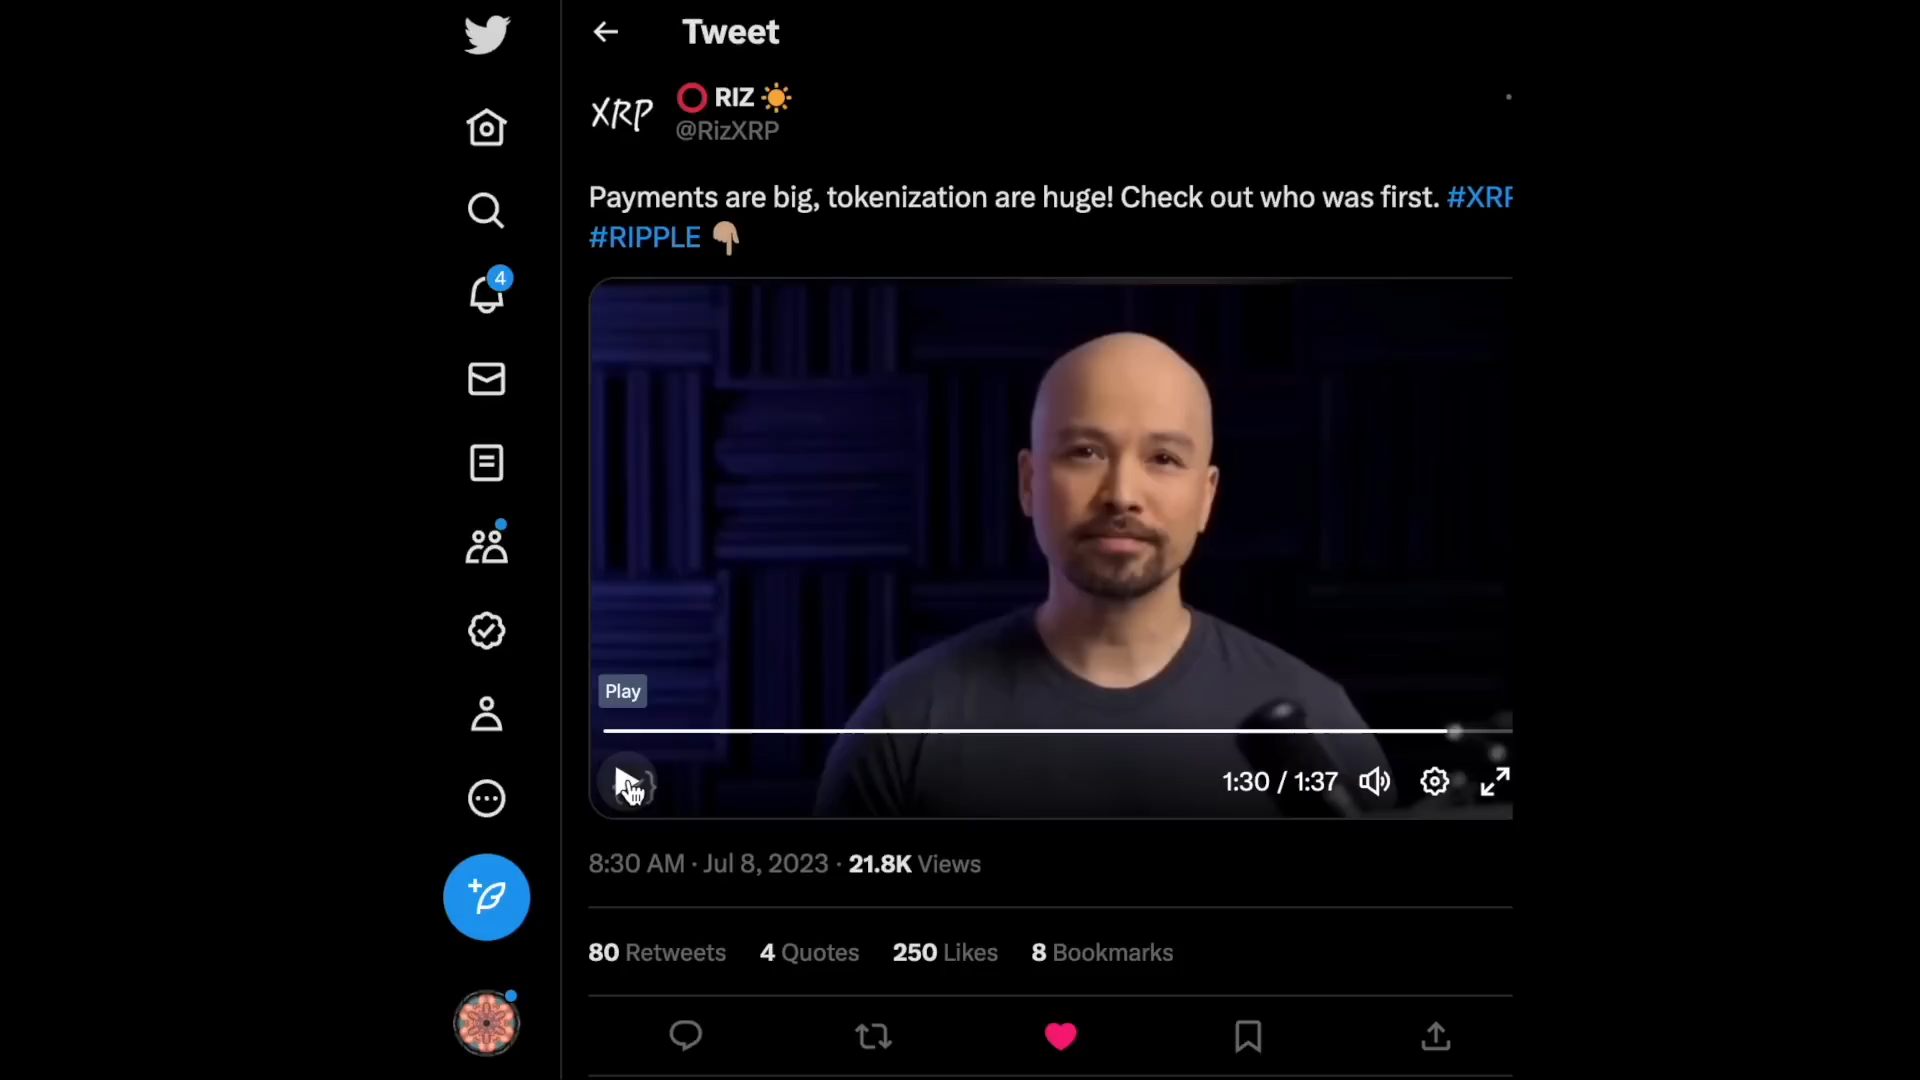 Tweet
XRP
RIZ
@RizXRP
Payments are big, tokenization are huge! Check out who was first. #XRP
#RIPPLE
4
Play
1:30 / 1:37
8:30 AM · Jul 8, 2023 · 21.8K Views
80 Retweets 4 Quotes 250 Likes 8 Bookmarks